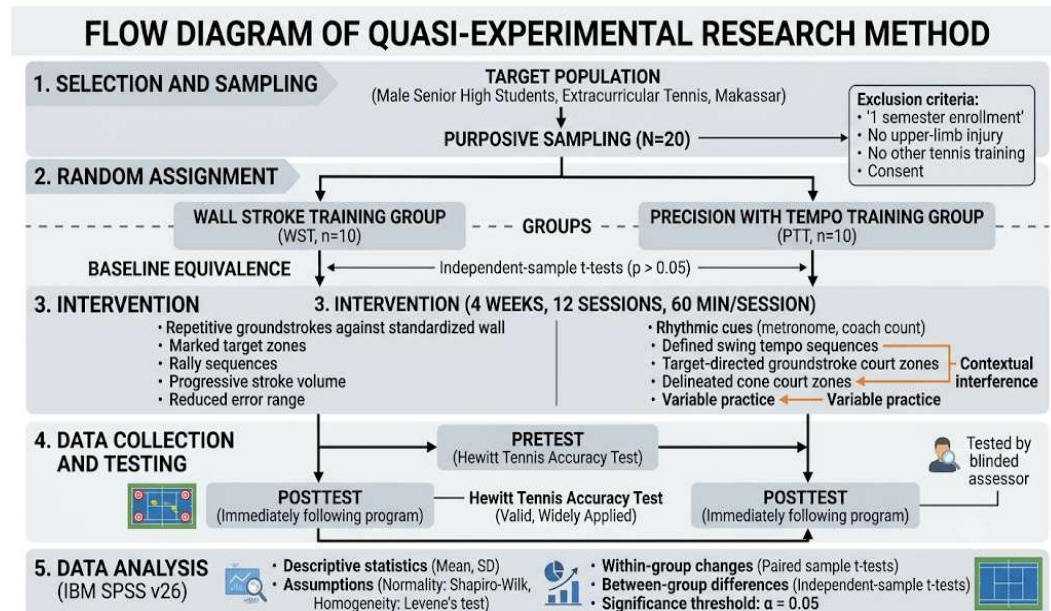 FLOW DIAGRAM OF QUASI-EXPERIMENTAL RESEARCH METHOD
1. SELECTION AND SAMPLING
TARGET POPULATION
(Male Senior High Students, Extracurricular Tennis, Makassar)
PURPOSIVE SAMPLING (N=20)
Exclusion criteria:
• '1 semester enrollment'
• No upper-limb injury
• No other tennis training
• Consent
2. RANDOM ASSIGNMENT
WALL STROKE TRAINING GROUP
(WST, n=10)
GROUPS
PRECISION WITH TEMPO TRAINING GROUP
(PTT, n=10)
BASELINE EQUIVALENCE
Independent-sample t-tests (p > 0.05)
3. INTERVENTION
3. INTERVENTION (4 WEEKS, 12 SESSIONS, 60 MIN/SESSION)
• Repetitive groundstrokes against standardized wall
• Marked target zones
• Rally sequences
• Progressive stroke volume
• Reduced error range
• Rhythmic cues (metronome, coach count)
• Defined swing tempo sequences
• Target-directed groundstroke court zones
• Delineated cone court zones
• Variable practice
Contextual
interference
Variable practice
4. DATA COLLECTION
AND TESTING
PRETEST
(Hewitt Tennis Accuracy Test)
Tested by
blinded
assessor
POSTTEST
(Immediately following program)
Hewitt Tennis Accuracy Test
(Valid, Widely Applied)
POSTTEST
(Immediately following program)
5. DATA ANALYSIS
(IBM SPSS v26)
• Descriptive statistics (Mean, SD)
• Assumptions (Normality: Shapiro-Wilk,
Homogeneity: Levene's test)
• Within-group changes (Paired sample t-tests)
• Between-group differences (Independent-sample t-tests)
• Significance threshold: α = 0.05